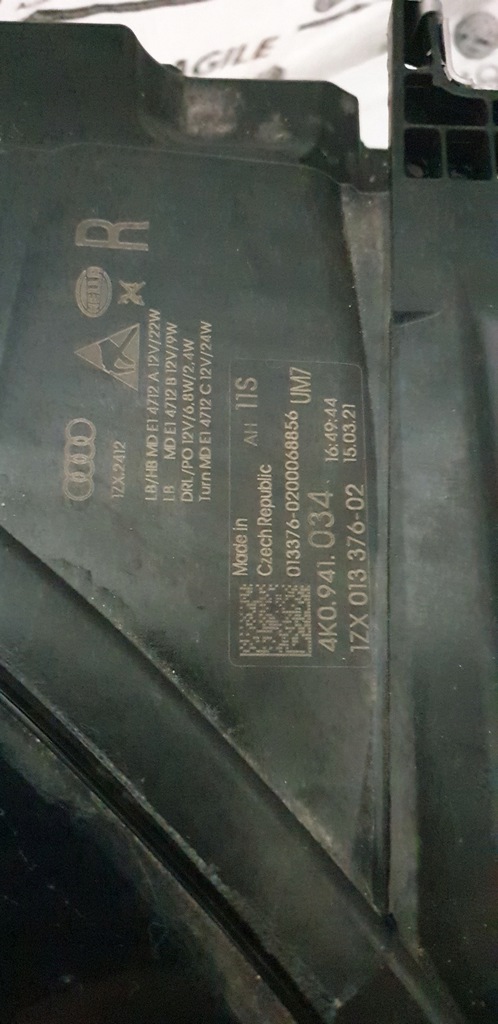 AGILE
R
HELLA
1ZX.2412
LB/HB MD E1 4712 A 12V/22W
LB MD E1 4712 B 12V/9W
DRL/PO 12V/6,8W/2,4W
Turn MD E1 4712 C 12V/24W
Made in
Czech Republic AH 11S
013376-0200068856 UM7
4K0.941.034 16:49:44
1ZX 013 376-02 15.03.21